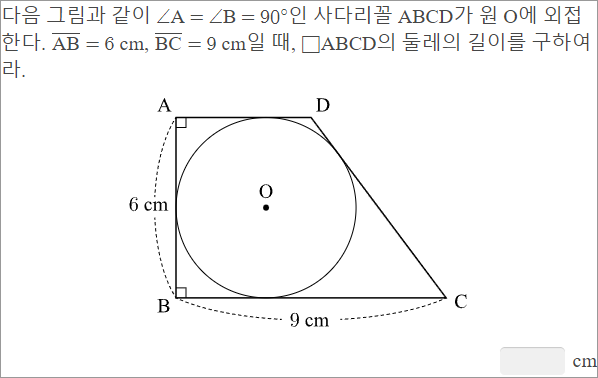 다음 그림과 같이 ∠A = ∠B = 90°인 사다리꼴 ABCD가 원 O에 외접
한다. A̅B̅ = 6 cm, B̅C̅ = 9 cm일 때, □ABCD의 둘레의 길이를 구하여
라.
A
D
O
6 cm
B
C
9 cm
cm